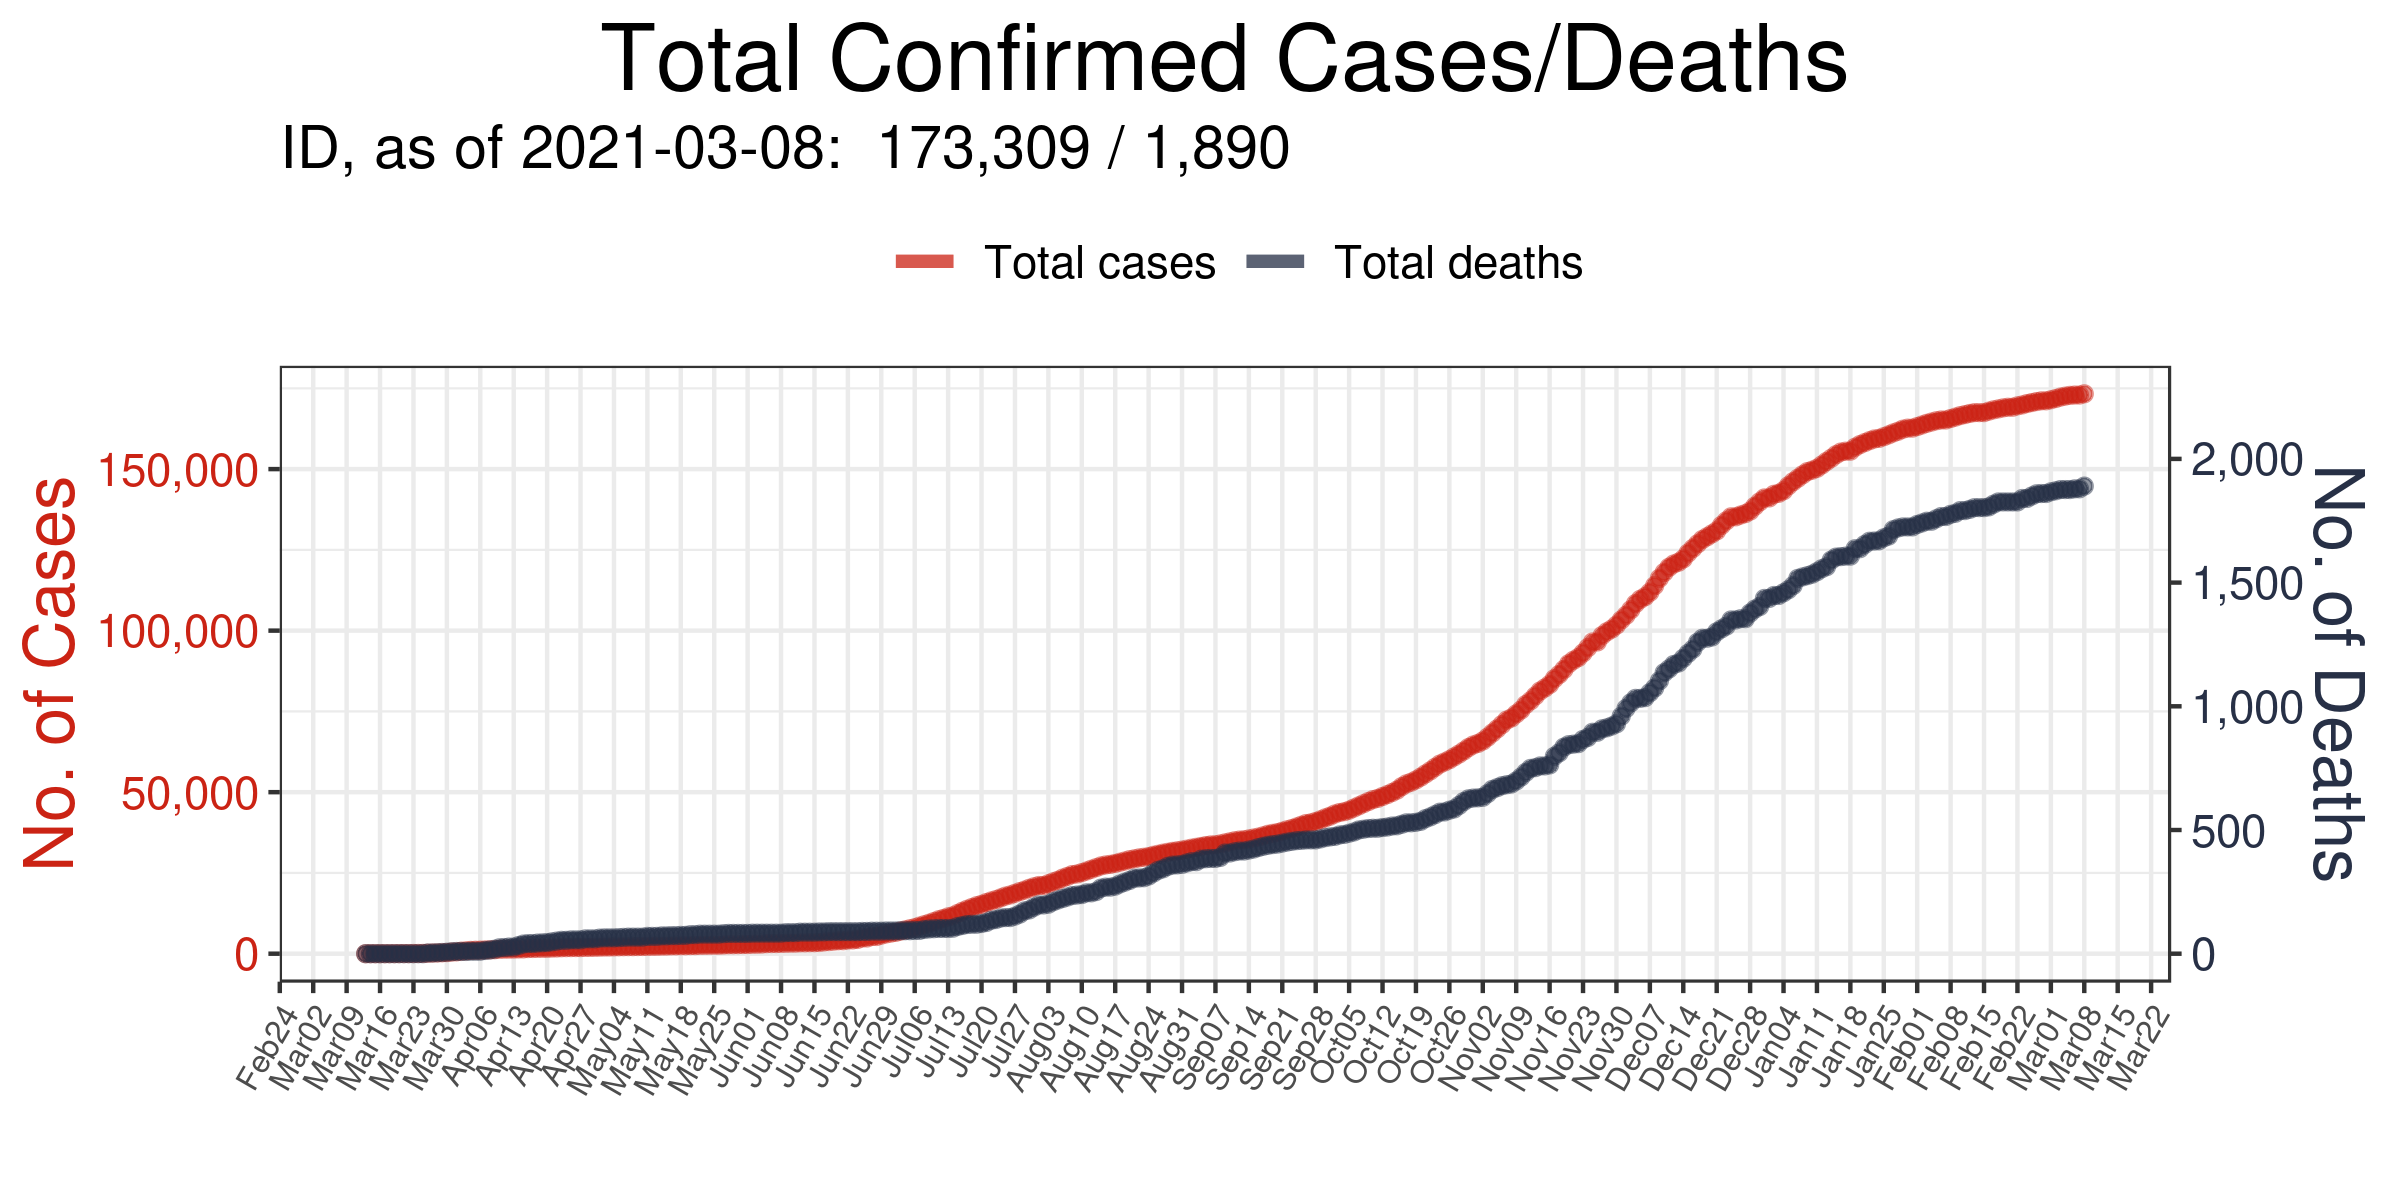 Total Confirmed Cases/Deaths
ID, as of 2021-03-08:  173,309 / 1,890
Total cases
Total deaths
No. of Cases
150,000
100,000
50,000
0
2,000
1,500
1,000
500
0
No. of Deaths
Feb24
Mar02
Mar09
Mar16
Mar23
Mar30
Apr06
Apr13
Apr20
Apr27
May04
May11
May18
May25
Jun01
Jun08
Jun15
Jun22
Jun29
Jul06
Jul13
Jul20
Jul27
Aug03
Aug10
Aug17
Aug24
Aug31
Sep07
Sep14
Sep21
Sep28
Oct05
Oct12
Oct19
Oct26
Nov02
Nov09
Nov16
Nov23
Nov30
Dec07
Dec14
Dec21
Dec28
Jan04
Jan11
Jan18
Jan25
Feb01
Feb08
Feb15
Feb22
Mar01
Mar08
Mar15
Mar22